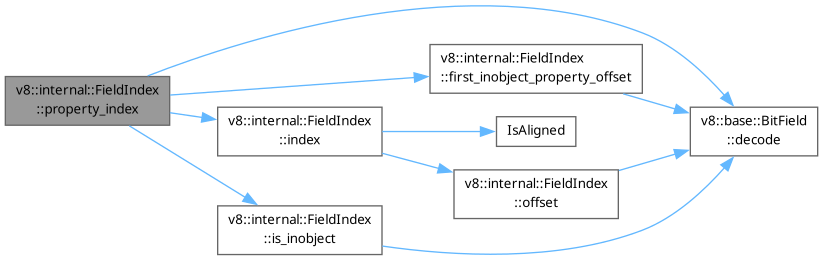 v8::internal::FieldIndex
::property_index
v8::internal::FieldIndex
::first_inobject_property_offset
v8::internal::FieldIndex
::index
IsAligned
v8::internal::FieldIndex
::offset
v8::internal::FieldIndex
::is_inobject
v8::base::BitField
::decode